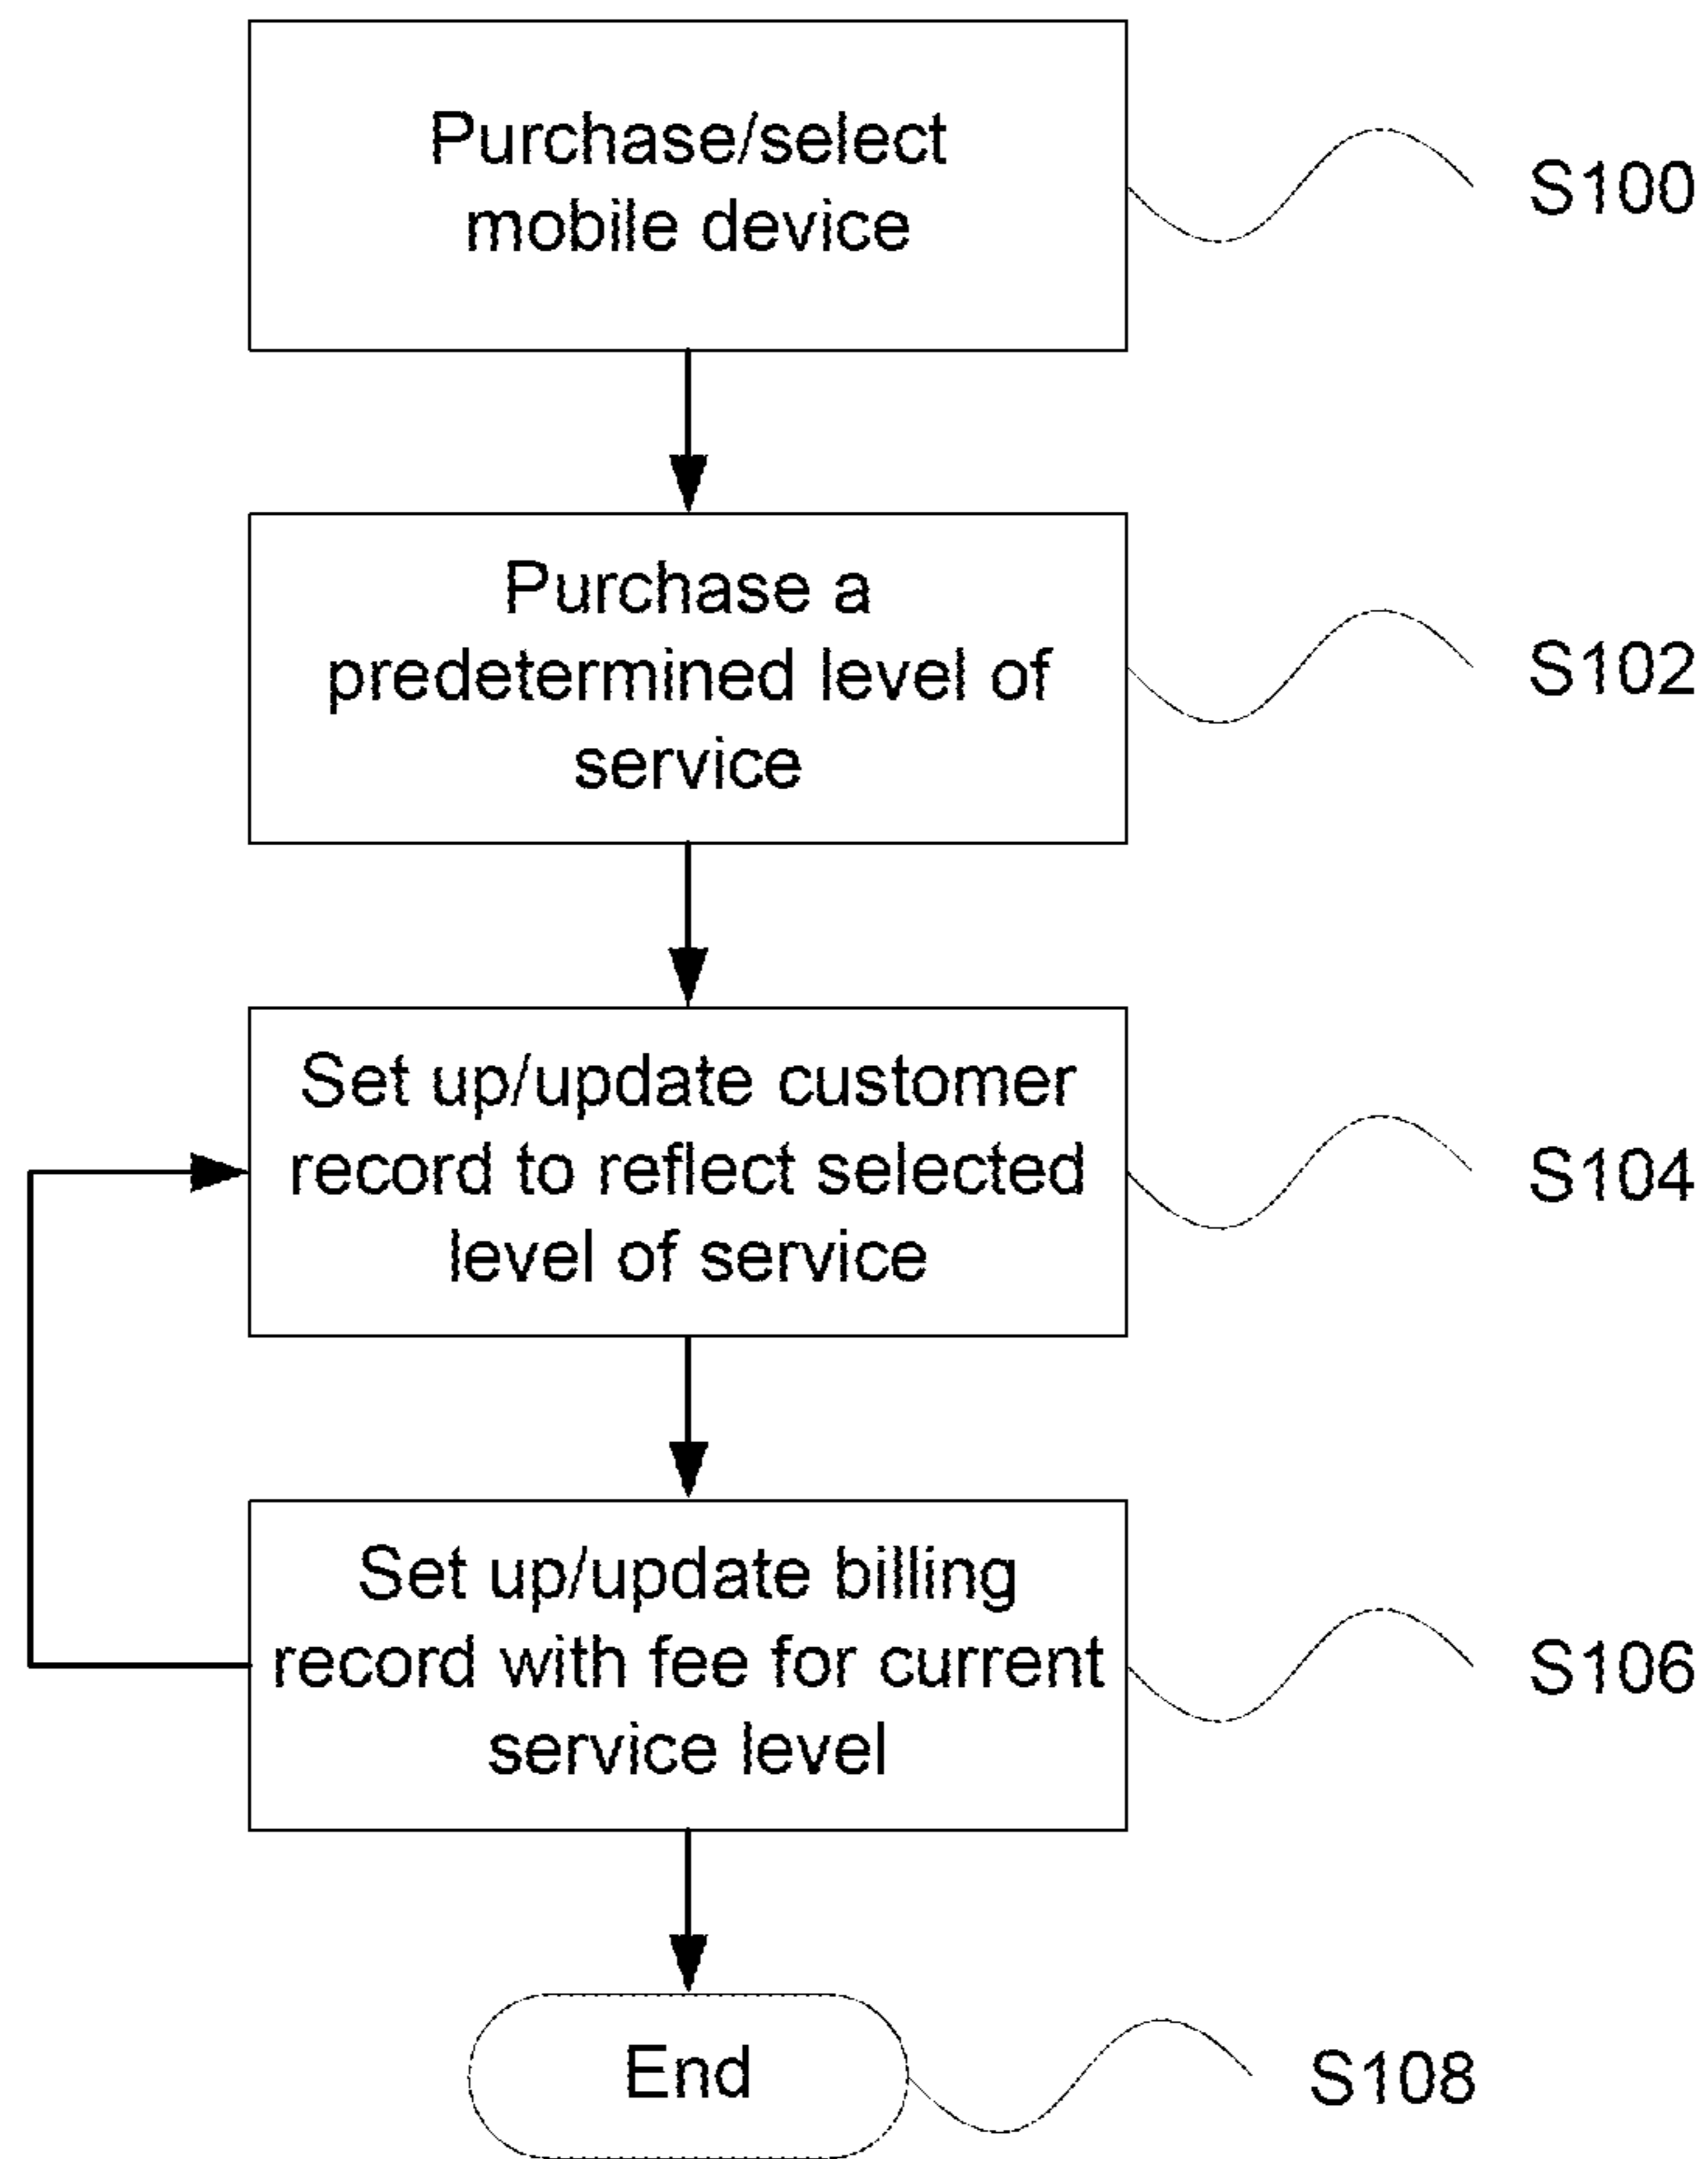 Purchase/select
mobile device
S100
Purchase a
predetermined level of
service
S102
Set up/update customer
record to reflect selected
level of service
S104
Set up/update billing
record with fee for current
service level
S106
End
S108